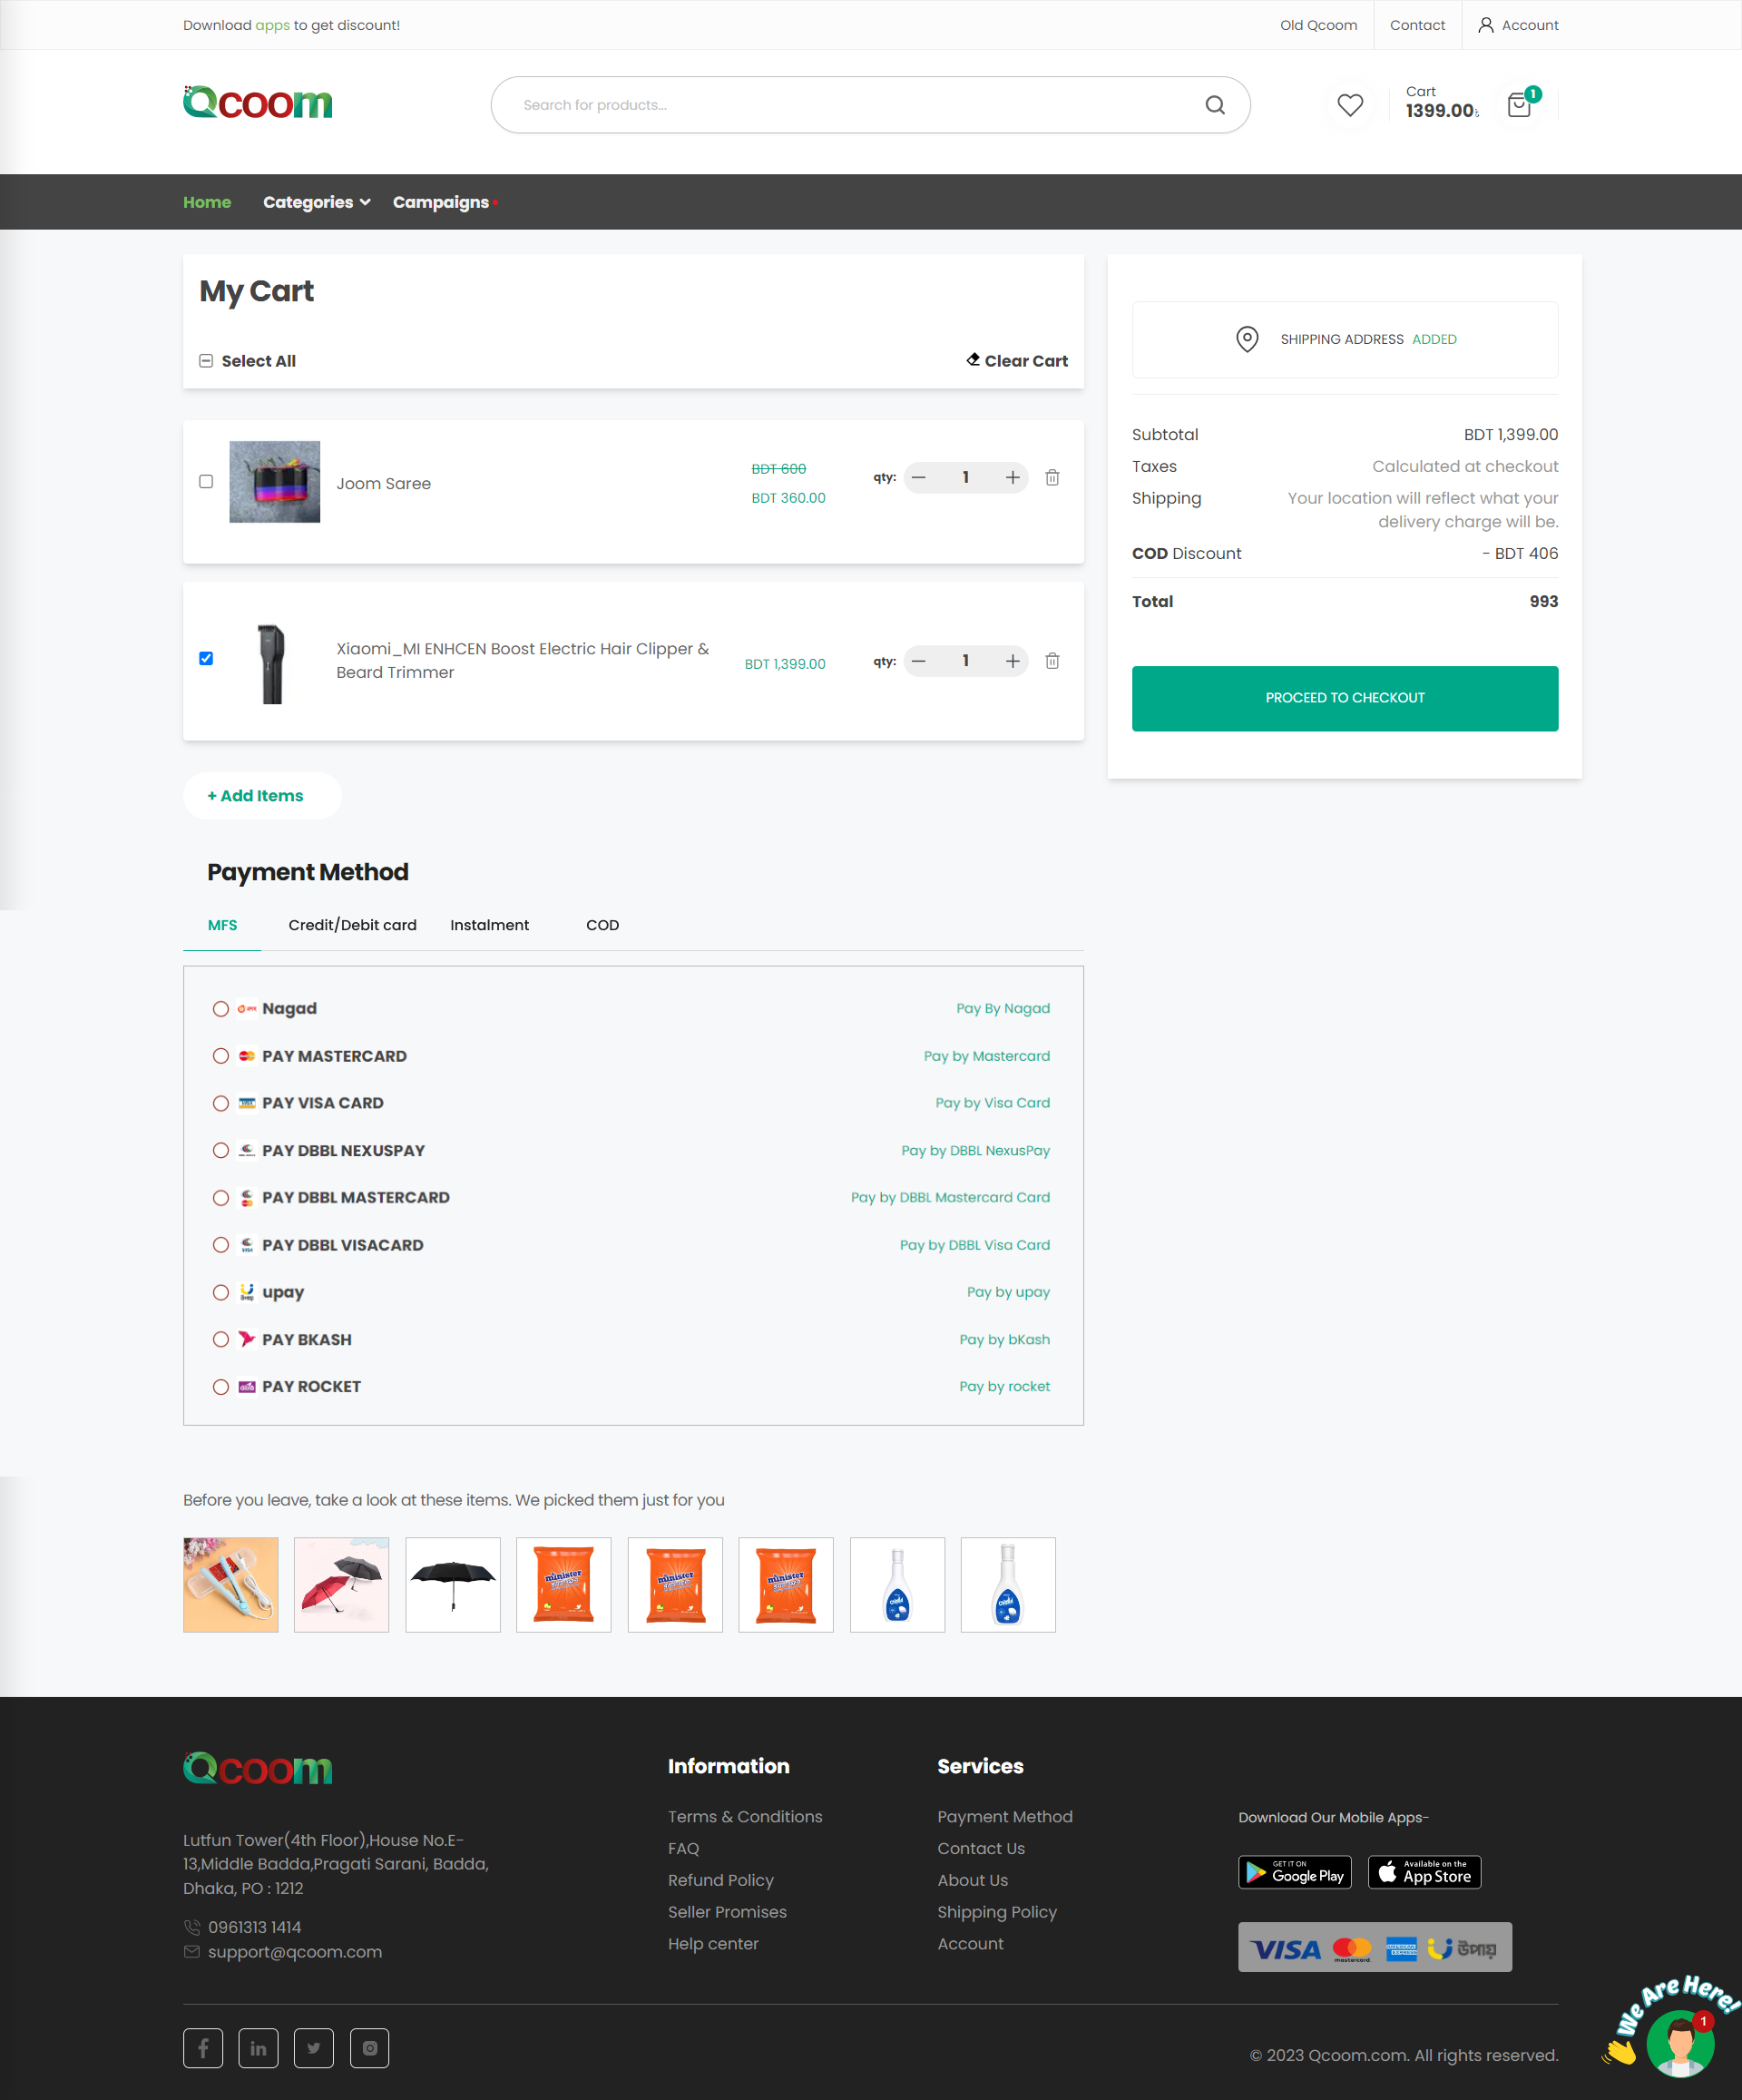 Download apps to get discount!
Old Qcoom
Contact
Account
Qcoom
Search for products...
Cart
1399.00৳
1
Home
Categories
Campaigns
My Cart
Select All
Clear Cart
Joom Saree
BDT 600
BDT 360.00
qty:
1
Xiaomi_MI ENHCEN Boost Electric Hair Clipper &
Beard Trimmer
BDT 1,399.00
qty:
1
+ Add Items
SHIPPING ADDRESS ADDED
Subtotal
BDT 1,399.00
Taxes
Calculated at checkout
Shipping
Your location will reflect what your
delivery charge will be.
COD Discount
- BDT 406
Total
993
PROCEED TO CHECKOUT
Payment Method
MFS
Credit/Debit card
Instalment
COD
Nagad
Pay By Nagad
PAY MASTERCARD
Pay by Mastercard
PAY VISA CARD
Pay by Visa Card
PAY DBBL NEXUSPAY
Pay by DBBL NexusPay
PAY DBBL MASTERCARD
Pay by DBBL Mastercard Card
PAY DBBL VISACARD
Pay by DBBL Visa Card
upay
Pay by upay
PAY BKASH
Pay by bKash
PAY ROCKET
Pay by rocket
Before you leave, take a look at these items. We picked them just for you
minister
minister
minister
Qcoom
Lutfun Tower(4th Floor),House No.E-
13,Middle Badda,Pragati Sarani, Badda,
Dhaka, PO : 1212
0961313 1414
support@qcoom.com
Information
Terms & Conditions
FAQ
Refund Policy
Seller Promises
Help center
Services
Payment Method
Contact Us
About Us
Shipping Policy
Account
Download Our Mobile Apps-
GET IT ON
Google Play
Available on the
App Store
VISA
mastercard
AMERICAN EXPRESS
উপায়
We Are Here!
1
© 2023 Qcoom.com. All rights reserved.